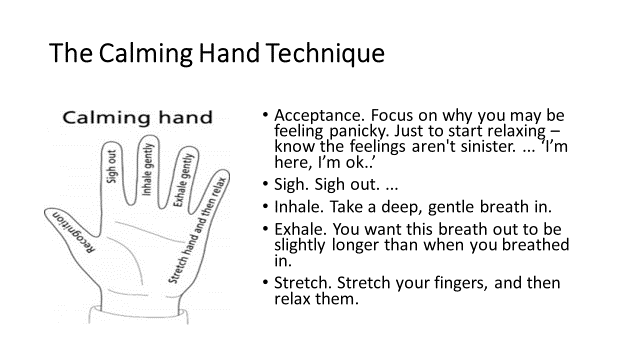 The Calming Hand Technique
Calming hand
Recognition
Sigh out
Inhale gently
Exhale gently
Stretch hand and then relax
• Acceptance. Focus on why you may be
feeling panicky. Just to start relaxing –
know the feelings aren't sinister. ... ‘I’m
here, I’m ok..’
• Sigh. Sigh out. ...
• Inhale. Take a deep, gentle breath in.
• Exhale. You want this breath out to be
slightly longer than when you breathed
in.
• Stretch. Stretch your fingers, and then
relax them.